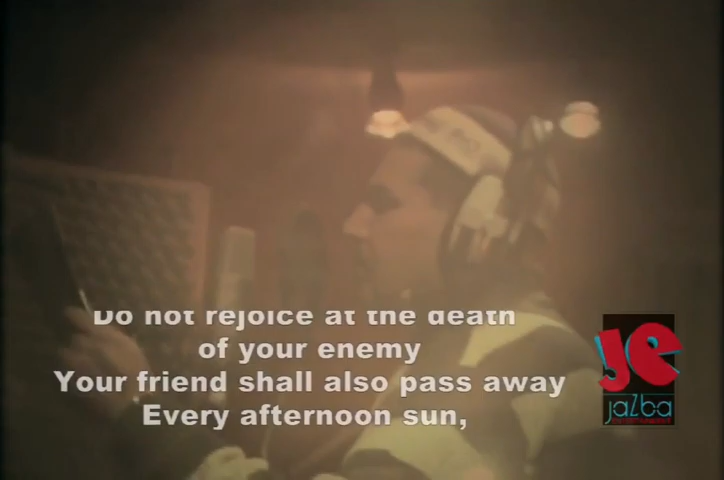 Do not rejoice at the death
of your enemy
Your friend shall also pass away
Every afternoon sun,
je
jazba
ENTERTAINMENT